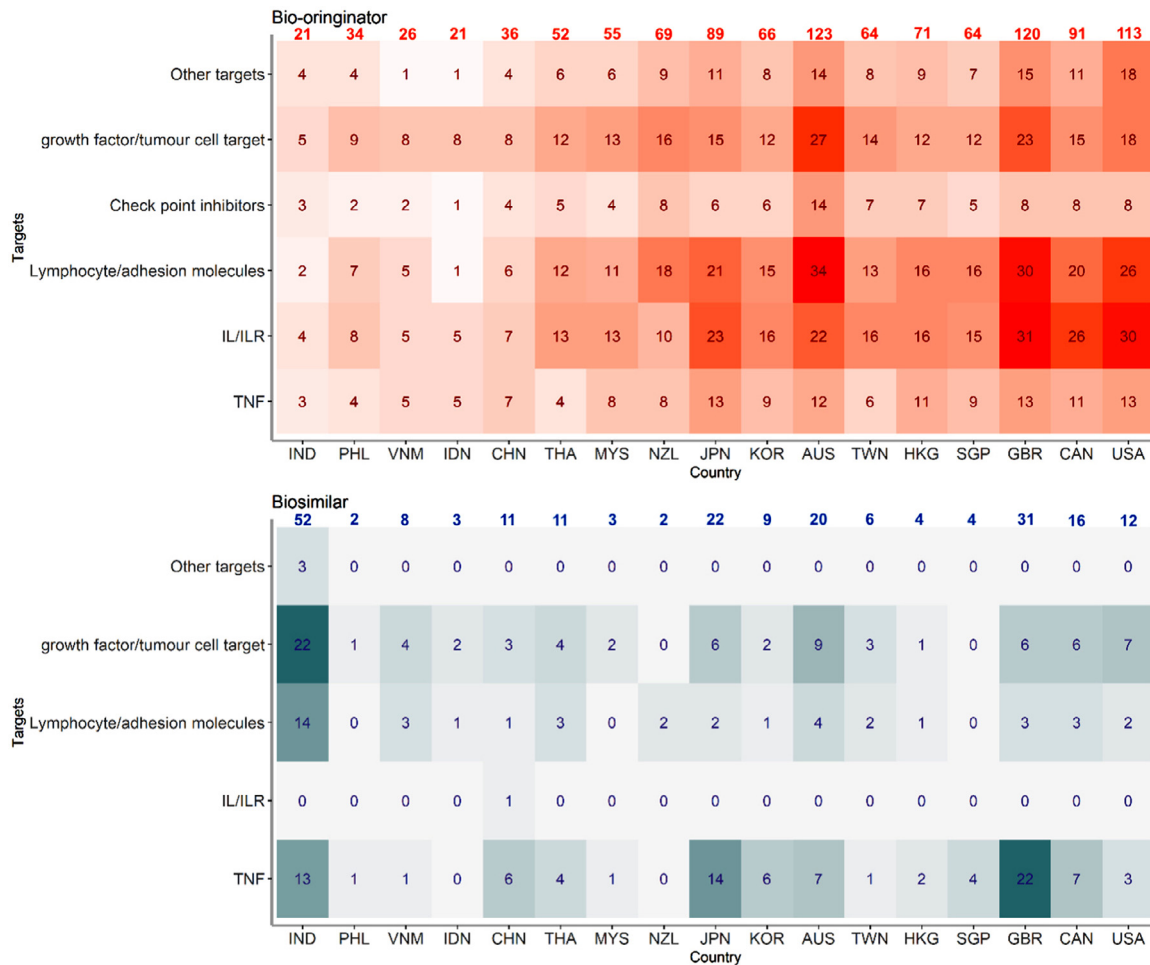 Bio-oringinator
21 34 26 21 36 52 55 69 89 66 123 64 71 64 120 91 113
Other targets 4 4 1 1 4 6 6 9 11 8 14 8 9 7 15 11 18
growth factor/tumour cell target 5 9 8 8 8 12 13 16 15 12 27 14 12 12 23 15 18
Check point inhibitors 3 2 2 1 4 5 4 8 6 6 14 7 7 5 8 8 8
Lymphocyte/adhesion molecules 2 7 5 1 6 12 11 18 21 15 34 13 16 16 30 20 26
IL/ILR 4 8 5 5 7 13 13 10 23 16 22 16 16 15 31 26 30
TNF 3 4 5 5 7 4 8 8 13 9 12 6 11 9 13 11 13
Targets
IND PHL VNM IDN CHN THA MYS NZL JPN KOR AUS TWN HKG SGP GBR CAN USA
Country
Biosimilar
52 2 8 3 11 11 3 2 22 9 20 6 4 4 31 16 12
Other targets 3 0 0 0 0 0 0 0 0 0 0 0 0 0 0 0 0
growth factor/tumour cell target 22 1 4 2 3 4 2 0 6 2 9 3 1 0 6 6 7
Lymphocyte/adhesion molecules 14 0 3 1 1 3 0 2 2 1 4 2 1 0 3 3 2
IL/ILR 0 0 0 0 1 0 0 0 0 0 0 0 0 0 0 0 0
TNF 13 1 1 0 6 4 1 0 14 6 7 1 2 4 22 7 3
Targets
IND PHL VNM IDN CHN THA MYS NZL JPN KOR AUS TWN HKG SGP GBR CAN USA
Country